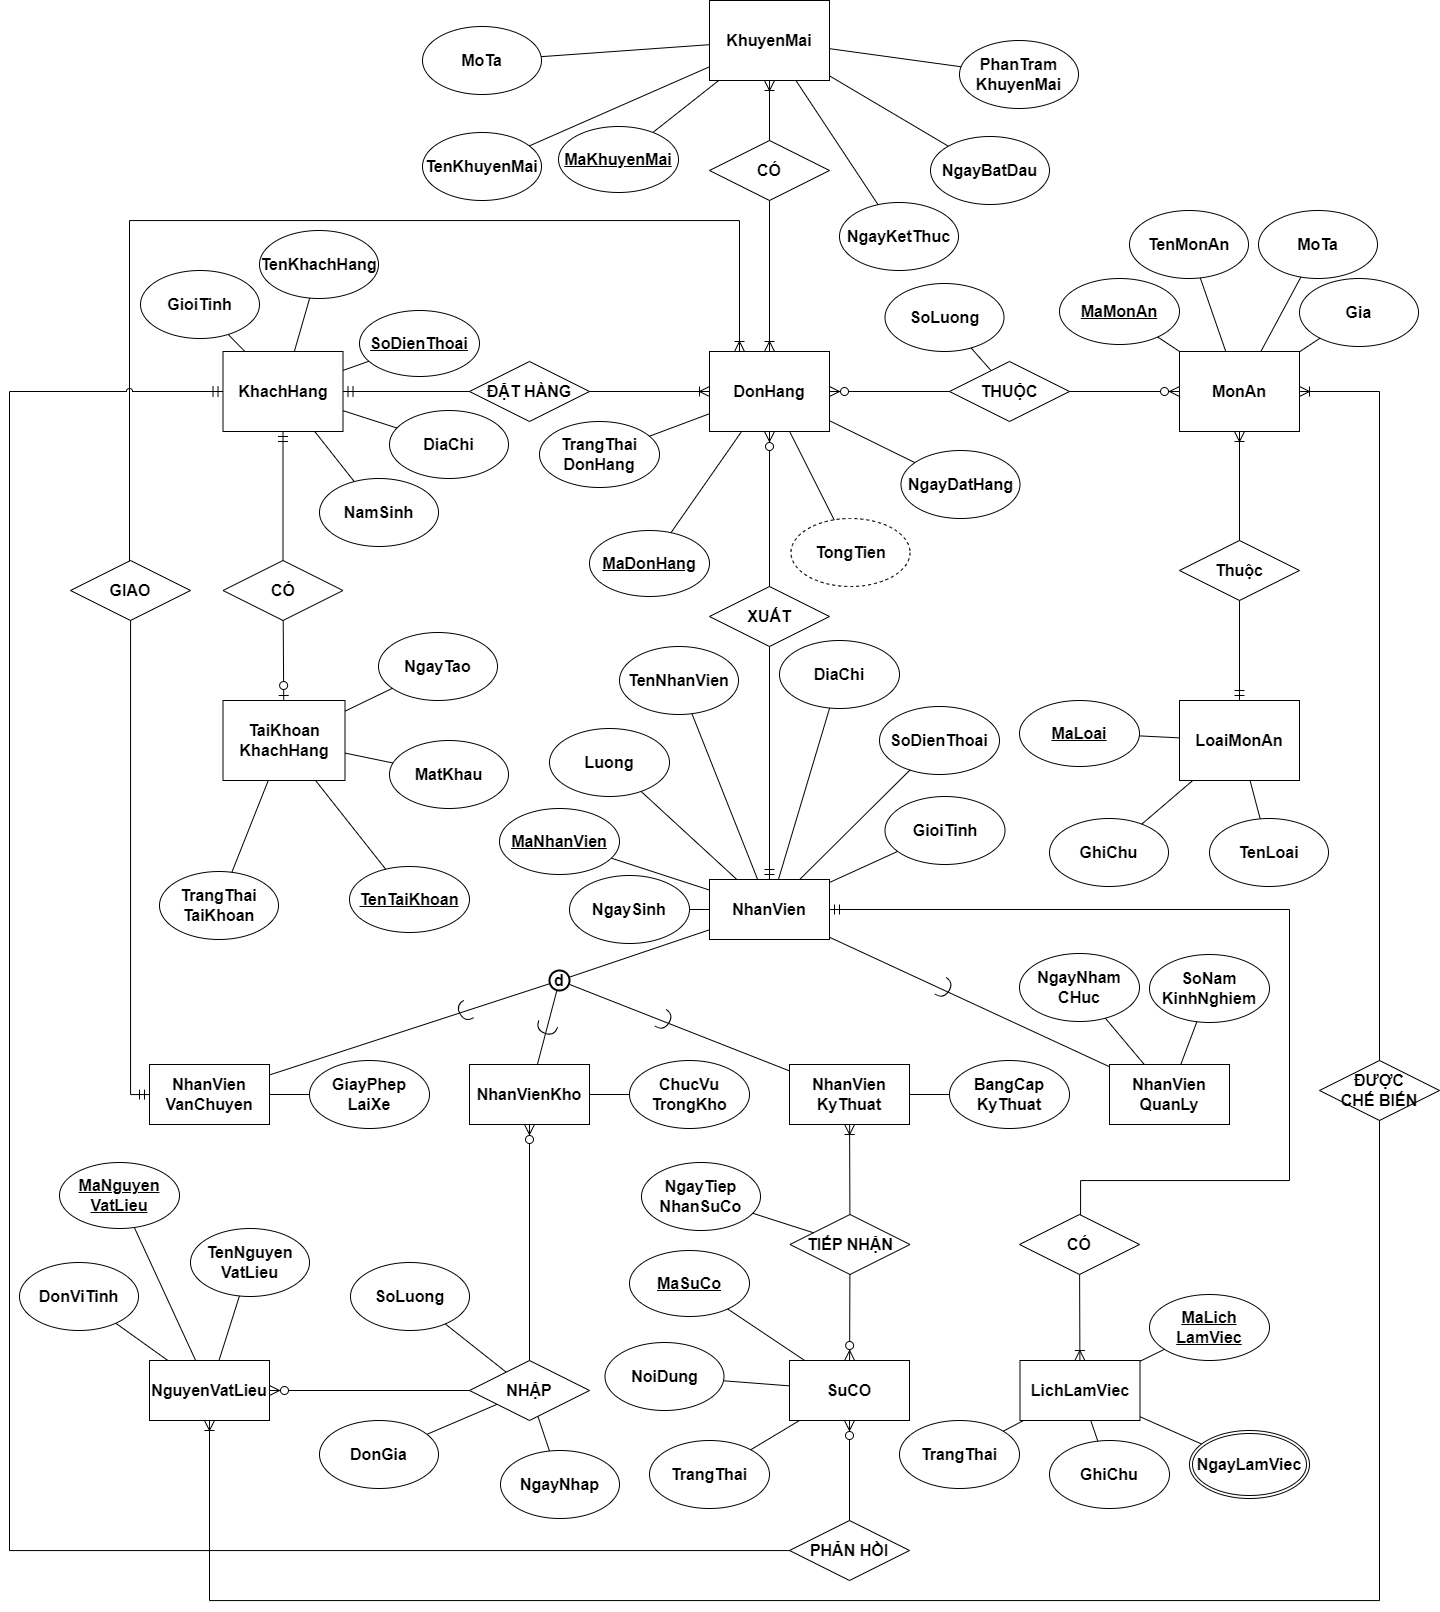 KhuyenMai
MoTa
PhanTram
KhuyenMai
TenKhuyenMai
MaKhuyenMai
CÓ
NgayBatDau
NgayKetThuc
TenKhachHang
GioiTinh
SoDienThoai
KhachHang
ĐẶT HÀNG
DiaChi
NamSinh
DonHang
TrangThai
DonHang
MaDonHang
TongTien
NgayDatHang
SoLuong
THUỘC
TenMonAn
MoTa
MaMonAn
Gia
MonAn
GIAO
CÓ
XUẤT
Thuộc
NgayTao
TaiKhoan
KhachHang
MatKhau
TrangThai
TaiKhoan
TenTaiKhoan
TenNhanVien
DiaChi
SoDienThoai
Luong
GioiTinh
MaNhanVien
NgaySinh
NhanVien
MaLoai
LoaiMonAn
GhiChu
TenLoai
d
NgayNham
CHuc
SoNam
KinhNghiem
NhanVien
VanChuyen
GiayPhep
LaiXe
NhanVienKho
ChucVu
TrongKho
NhanVien
KyThuat
BangCap
KyThuat
NhanVien
QuanLy
ĐƯỢC
CHẾ BIẾN
MaNguyen
VatLieu
TenNguyen
VatLieu
DonViTinh
NguyenVatLieu
SoLuong
NHẬP
DonGia
NgayNhap
NgayTiep
NhanSuCo
TIẾP NHẬN
MaSuCo
NoiDung
SuCO
TrangThai
PHẢN HỒI
CÓ
MaLich
LamViec
LichLamViec
TrangThai
GhiChu
NgayLamViec